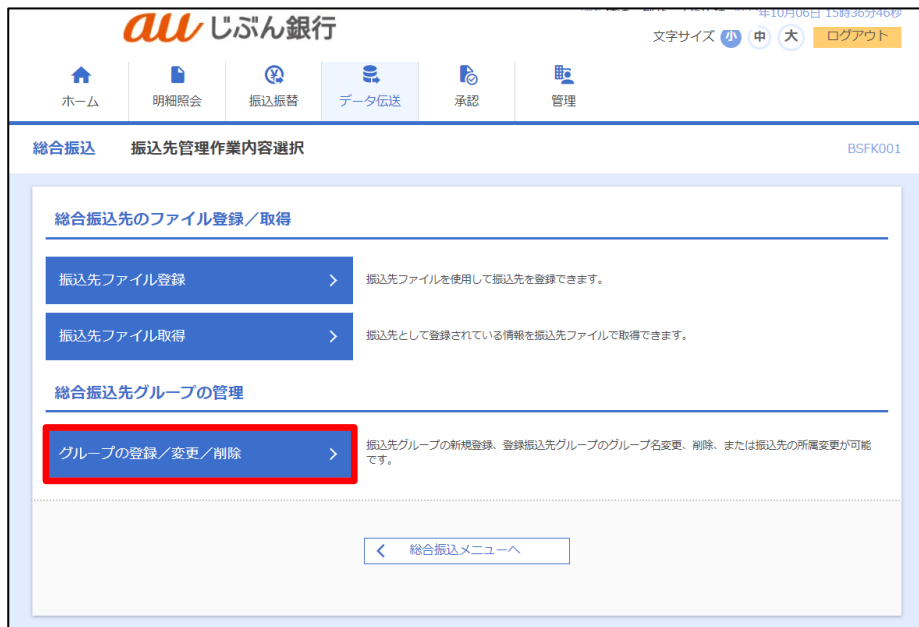 年10月06日 15時36分46秒
au じぶん銀行
文字サイズ 小 中 大 ログアウト
ホーム 明細照会 振込振替 データ伝送 承認 管理
総合振込 振込先管理作業内容選択 BSFK001
総合振込先のファイル登録／取得
振込先ファイル登録 振込先ファイルを使用して振込先を登録できます。
振込先ファイル取得 振込先として登録されている情報を振込先ファイルで取得できます。
総合振込先グループの管理
グループの登録／変更／削除 振込先グループの新規登録、登録振込先グループのグループ名変更、削除、または振込先の所属変更が可能
です。
総合振込メニューへ